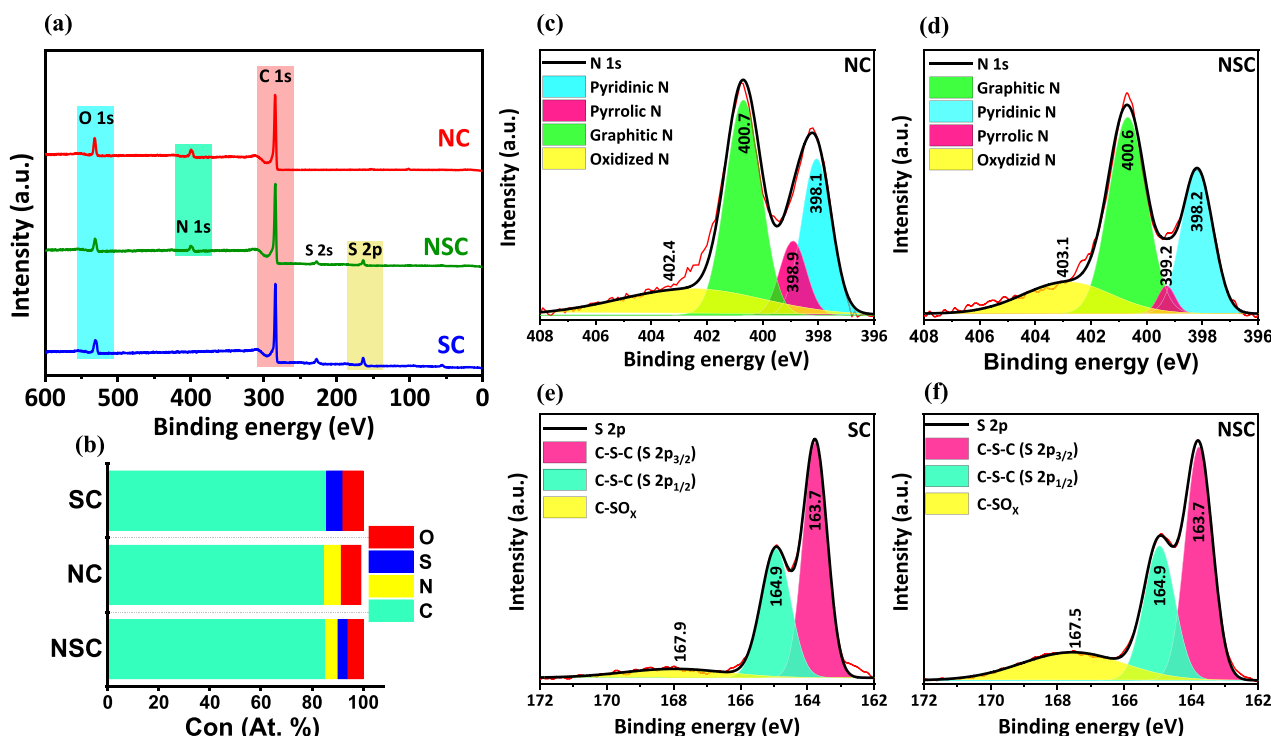 (a)
O 1s
C 1s
NC
N 1s
NSC
S 2s
S 2p
SC
Intensity (a.u.)
600 500 400 300 200 100 0
Binding energy (eV)
(b)
SC
NC
NSC
O
S
N
C
0 20 40 60 80 100
Con (At. %)
(c)
N 1s
Pyridinic N
Pyrrolic N
Graphitic N
Oxidized N
NC
400.7
398.1
398.9
402.4
Intensity (a.u.)
408 406 404 402 400 398 396
Binding energy (eV)
(d)
N 1s
Graphitic N
Pyridinic N
Pyrrolic N
Oxydizid N
NSC
400.6
398.2
399.2
403.1
Intensity (a.u.)
408 406 404 402 400 398 396
Binding energy (eV)
(e)
S 2p
C-S-C (S 2p3/2)
C-S-C (S 2p1/2)
C-SOX
SC
163.7
164.9
167.9
Intensity (a.u.)
172 170 168 166 164 162
Binding energy (eV)
(f)
S 2p
C-S-C (S 2p3/2)
C-S-C (S 2p1/2)
C-SOX
NSC
163.7
164.9
167.5
Intensity (a.u.)
172 170 168 166 164 162
Binding energy (eV)